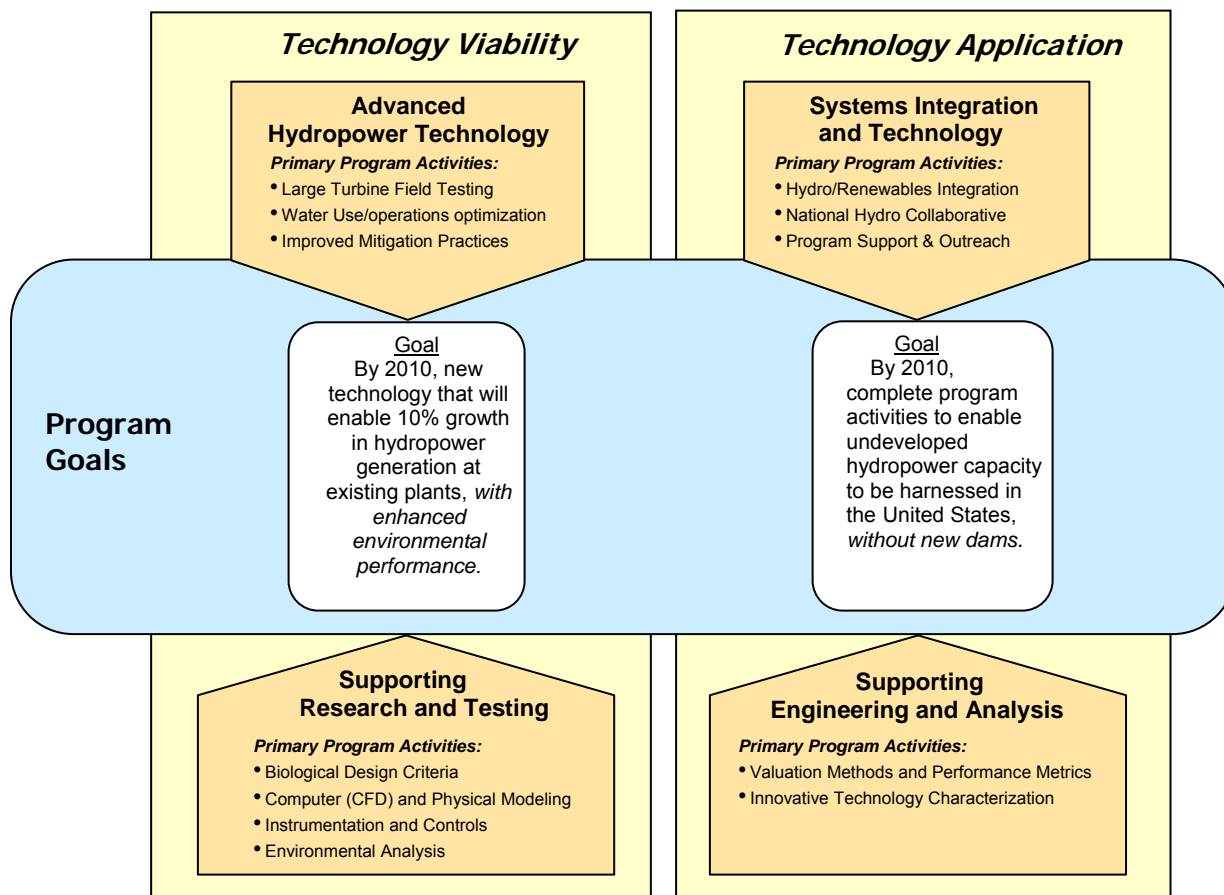 Technology Viability
Advanced
Hydropower Technology
Primary Program Activities:
• Large Turbine Field Testing
• Water Use/operations optimization
• Improved Mitigation Practices
Technology Application
Systems Integration
and Technology
Primary Program Activities:
• Hydro/Renewables Integration
• National Hydro Collaborative
• Program Support & Outreach
Program
Goals
Goal
By 2010, new
technology that will
enable 10% growth
in hydropower
generation at
existing plants, with
enhanced
environmental
performance.
Goal
By 2010,
complete program
activities to enable
undeveloped
hydropower capacity
to be harnessed in
the United States,
without new dams.
Supporting
Research and Testing
Primary Program Activities:
• Biological Design Criteria
• Computer (CFD) and Physical Modeling
• Instrumentation and Controls
• Environmental Analysis
Supporting
Engineering and Analysis
Primary Program Activities:
• Valuation Methods and Performance Metrics
• Innovative Technology Characterization